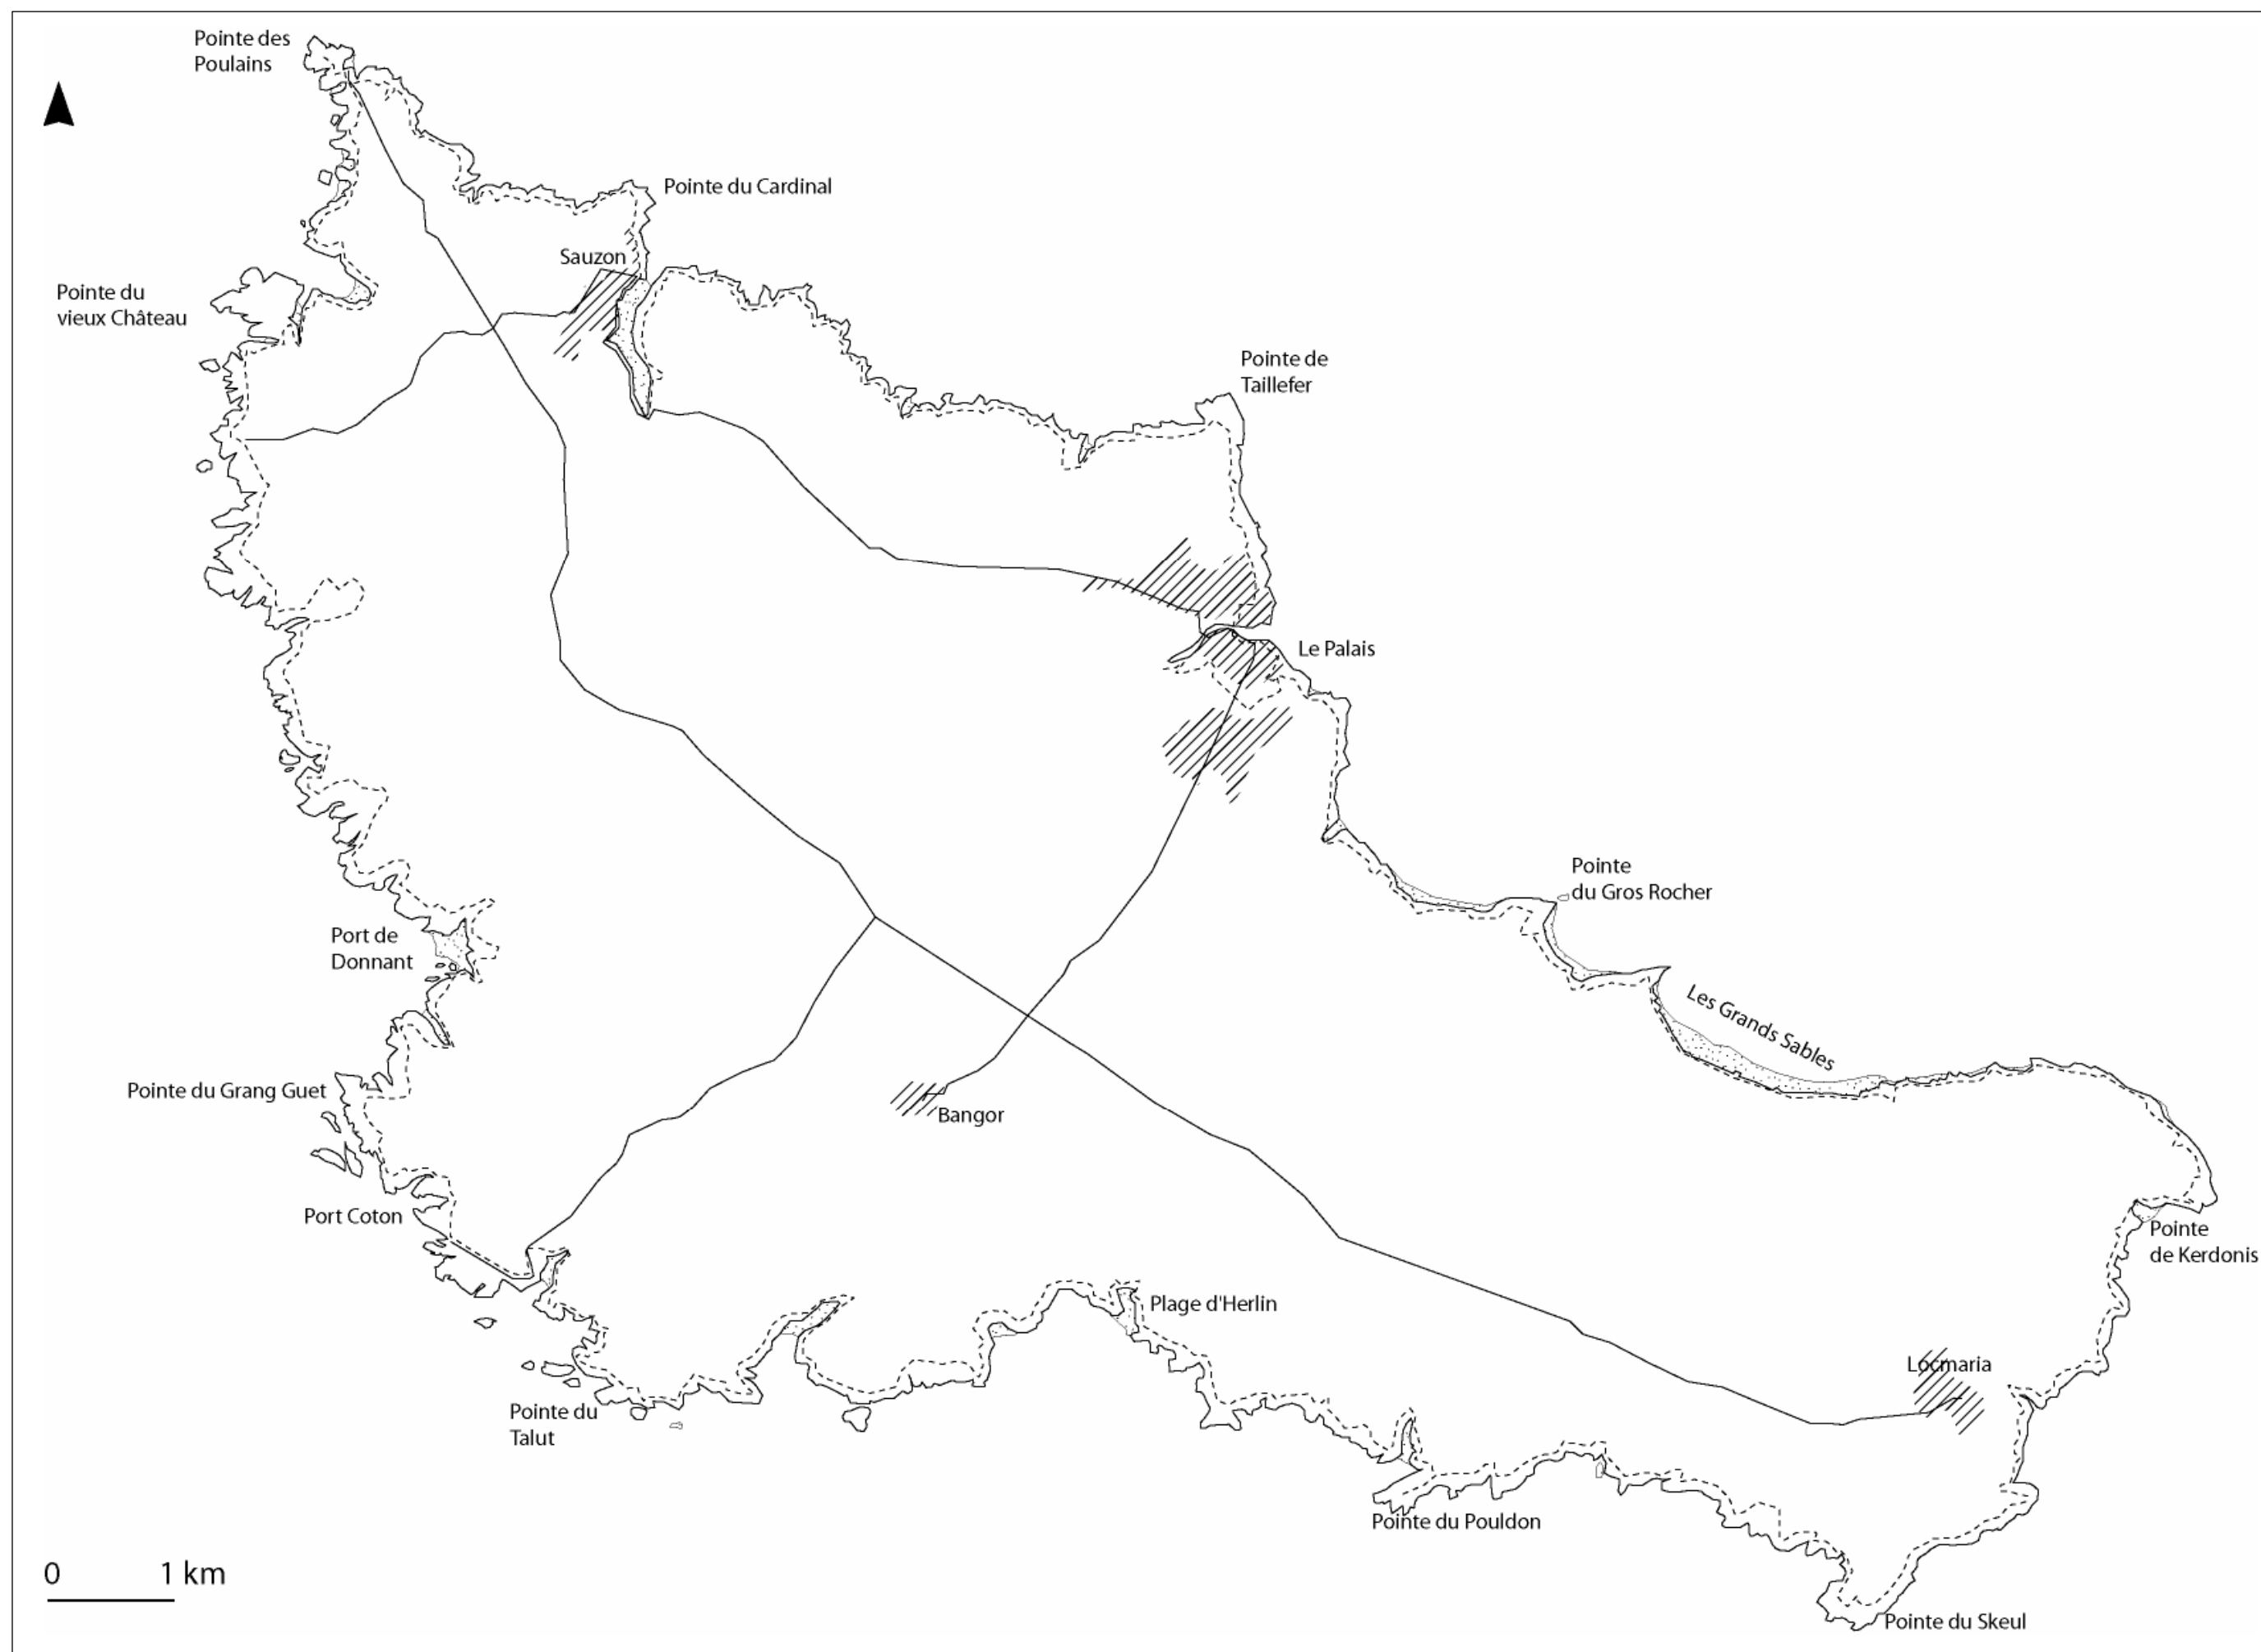 Pointe des
Poulains
Pointe du Cardinal
Sauzon
Pointe du
vieux Château
Pointe de
Taillefer
Le Palais
Pointe
du Gros Rocher
Port de
Donnant
Les Grands Sables
Pointe du Grang Guet
Bangor
Port Coton
Pointe
de Kerdonis
Plage d'Herlin
Locmaria
Pointe du
Talut
Pointe du Pouldon
0 1 km
Pointe du Skeul